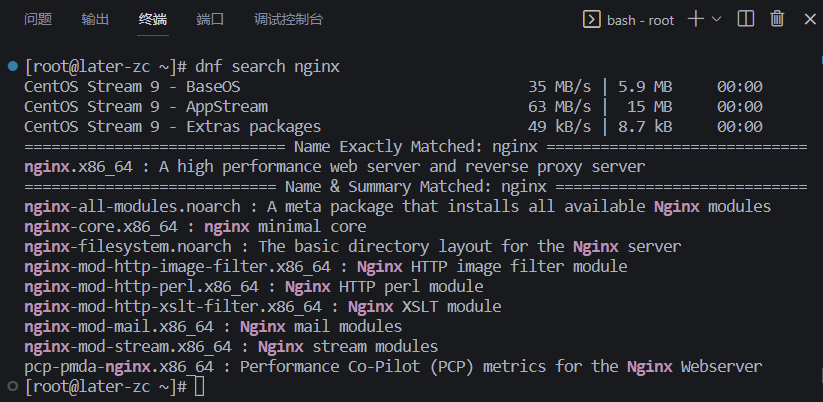 问题 输出 终端 端口 调试控制台 bash - root
[root@later-zc ~]# dnf search nginx
CentOS Stream 9 - BaseOS 35 MB/s | 5.9 MB 00:00
CentOS Stream 9 - AppStream 63 MB/s | 15 MB 00:00
CentOS Stream 9 - Extras packages 49 kB/s | 8.7 kB 00:00
============================= Name Exactly Matched: nginx =============================
nginx.x86_64 : A high performance web server and reverse proxy server
============================ Name & Summary Matched: nginx ============================
nginx-all-modules.noarch : A meta package that installs all available Nginx modules
nginx-core.x86_64 : nginx minimal core
nginx-filesystem.noarch : The basic directory layout for the Nginx server
nginx-mod-http-image-filter.x86_64 : Nginx HTTP image filter module
nginx-mod-http-perl.x86_64 : Nginx HTTP perl module
nginx-mod-http-xslt-filter.x86_64 : Nginx XSLT module
nginx-mod-mail.x86_64 : Nginx mail modules
nginx-mod-stream.x86_64 : Nginx stream modules
pcp-pmda-nginx.x86_64 : Performance Co-Pilot (PCP) metrics for the Nginx Webserver
[root@later-zc ~]#